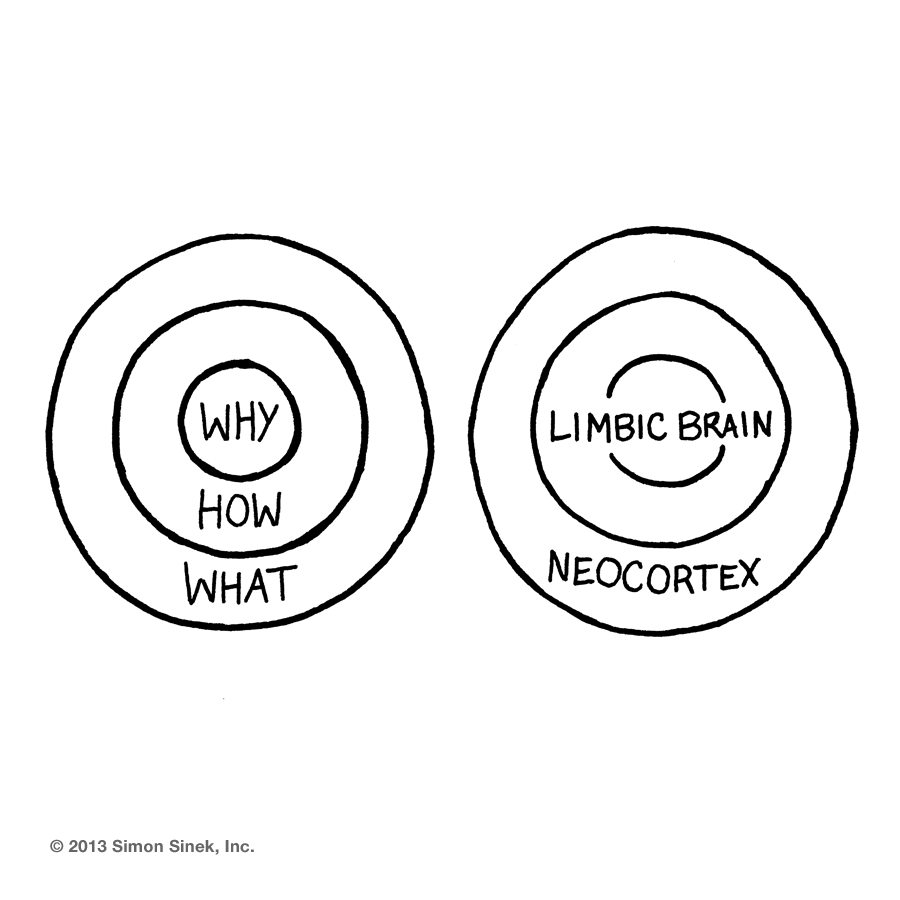 WHY
HOW
WHAT
LIMBIC BRAIN
NEOCORTEX
© 2013 Simon Sinek, Inc.